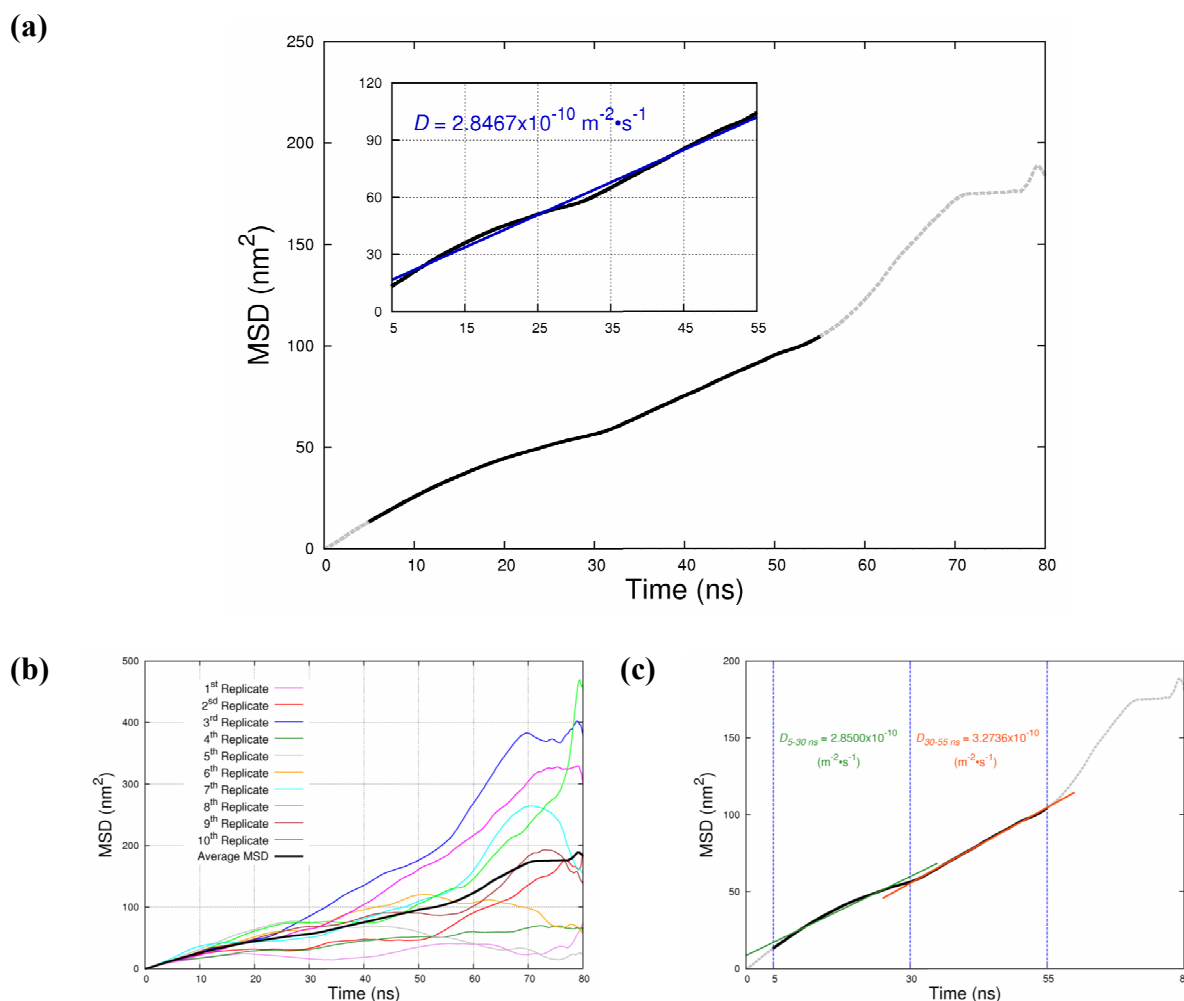 (a)
250
200
150
100
50
0
MSD (nm²)
0 10 20 30 40 50 60 70 80
Time (ns)
120
90
60
30
0
5 15 25 35 45 55
D = 2.8467x10⁻¹⁰ m⁻²•s⁻¹
(b)
500
400
300
200
100
0
MSD (nm²)
1ˢᵗ Replicate
2ˢᵈ Replicate
3ʳᵈ Replicate
4ᵗʰ Replicate
5ᵗʰ Replicate
6ᵗʰ Replicate
7ᵗʰ Replicate
8ᵗʰ Replicate
9ᵗʰ Replicate
10ᵗʰ Replicate
Average MSD
0 10 20 30 40 50 60 70 80
Time (ns)
(c)
200
150
100
50
0
MSD (nm²)
D5-30 ns = 2.8500x10⁻¹⁰
(m⁻²•s⁻¹)
D30-55 ns = 3.2736x10⁻¹⁰
(m⁻²•s⁻¹)
0 5 30 55 8
Time (ns)